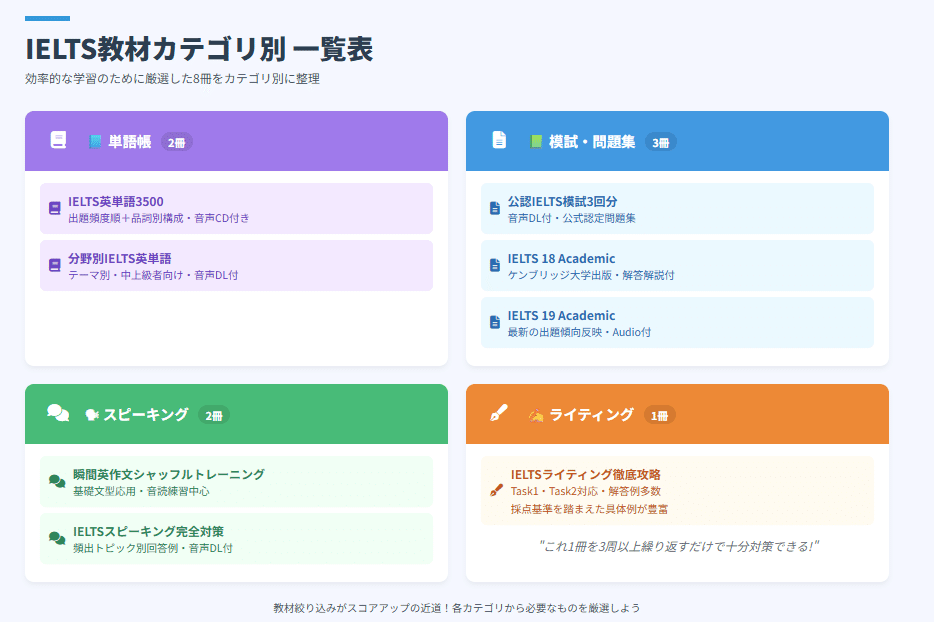 IELTS教材カテゴリ別 一覧表
効率的な学習のために厳選した8冊をカテゴリ別に整理
単語帳 2冊
IELTS英単語3500
出題頻度順＋品詞別構成・音声CD付き
分野別IELTS英単語
テーマ別・中上級者向け・音声DL付
模試・問題集 3冊
公認IELTS模試3回分
音声DL付・公式認定問題集
IELTS 18 Academic
ケンブリッジ大学出版・解答解説付
IELTS 19 Academic
最新の出題傾向反映・Audio付
スピーキング 2冊
瞬間英作文シャッフルトレーニング
基礎文型応用・音読練習中心
IELTSスピーキング完全対策
頻出トピック別回答例・音声DL付
ライティング 1冊
IELTSライティング徹底攻略
Task1・Task2対応・解答例多数
採点基準を踏まえた具体例が豊富
"これ1冊を3周以上繰り返すだけで十分対策できる!"
教材絞り込みがスコアアップの近道！各カテゴリから必要なものを厳選しよう